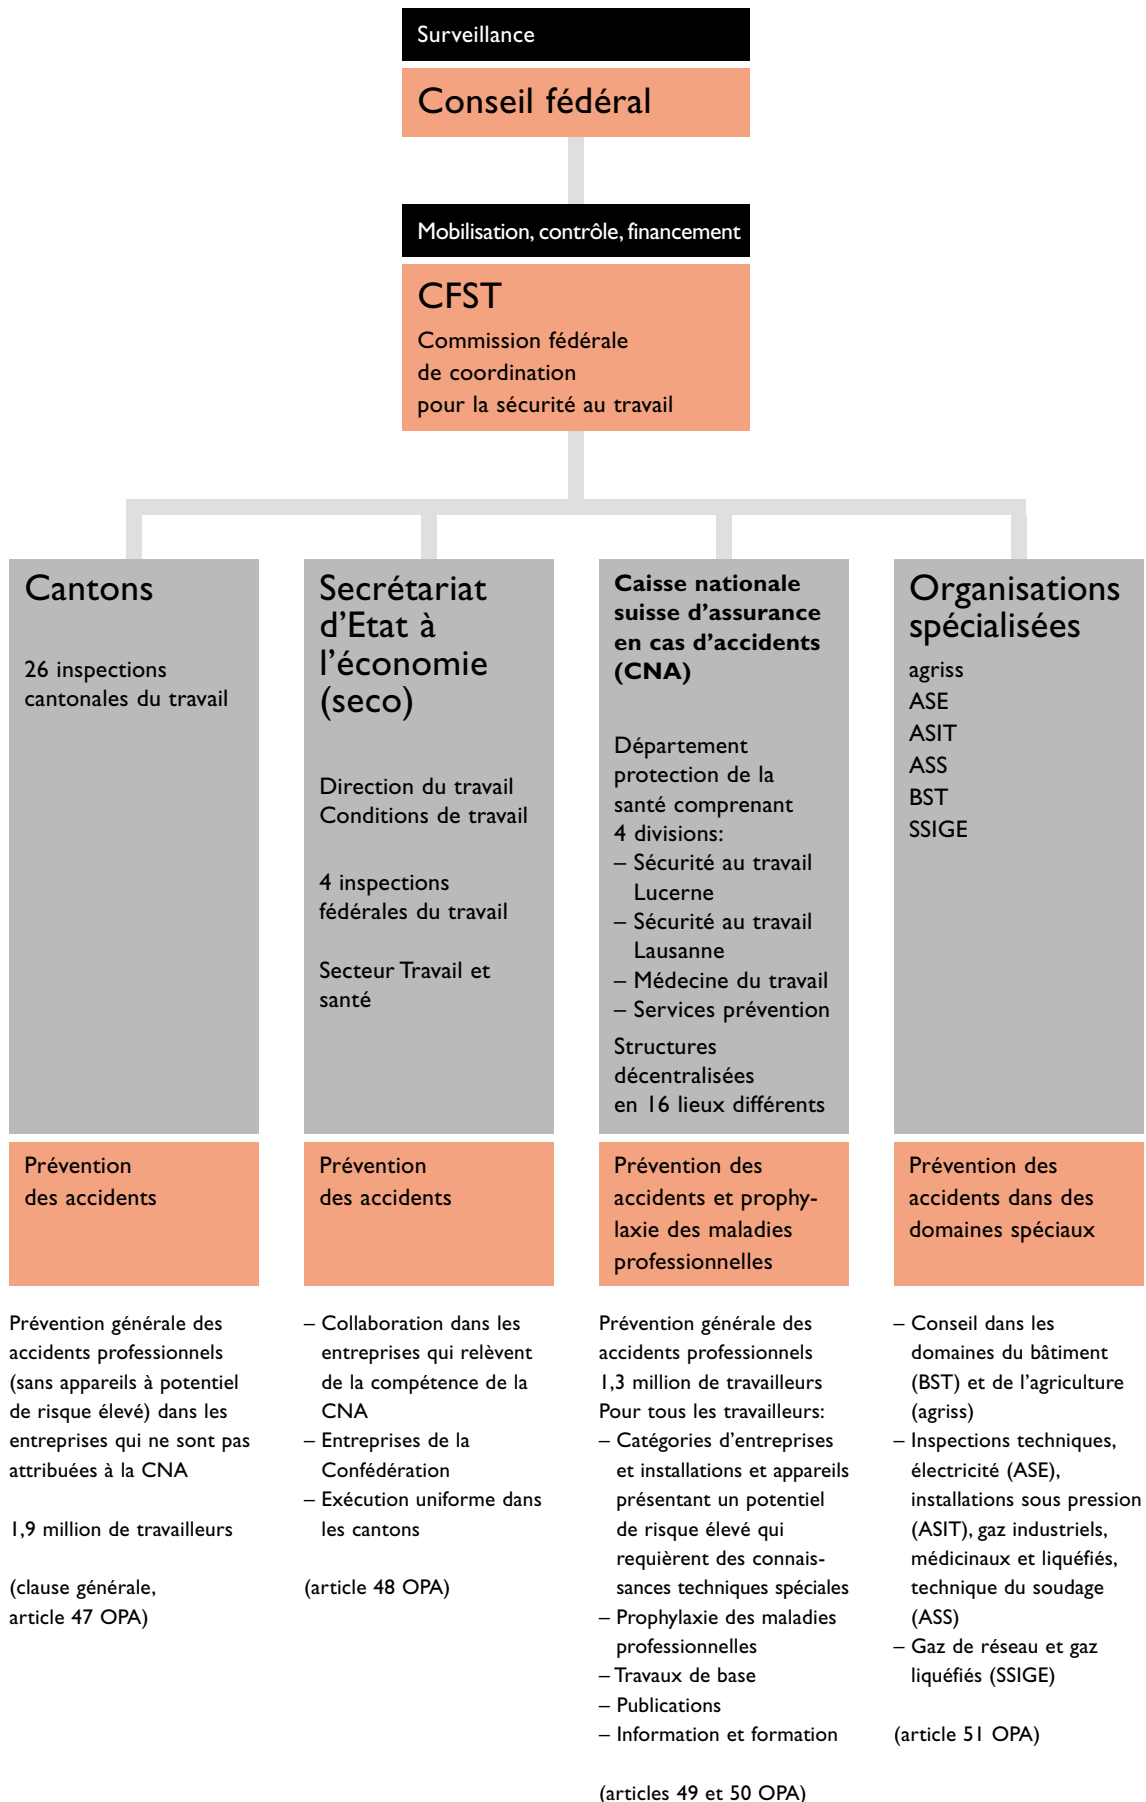 Surveillance
Conseil fédéral
Mobilisation, contrôle, financement
CFST
Commission fédérale
de coordination
pour la sécurité au travail
Cantons
26 inspections
cantonales du travail
Prévention
des accidents
Prévention générale des
accidents professionnels
(sans appareils à potentiel
de risque élevé) dans les
entreprises qui ne sont pas
attribuées à la CNA
1,9 million de travailleurs
(clause générale,
article 47 OPA)
Secrétariat
d'Etat à
l'économie
(seco)
Direction du travail
Conditions de travail
4 inspections
fédérales du travail
Secteur Travail et
santé
Prévention
des accidents
– Collaboration dans les
entreprises qui relèvent
de la compétence de la
CNA
– Entreprises de la
Confédération
– Exécution uniforme dans
les cantons
(article 48 OPA)
Caisse nationale
suisse d'assurance
en cas d'accidents
(CNA)
Département
protection de la
santé comprenant
4 divisions:
– Sécurité au travail
Lucerne
– Sécurité au travail
Lausanne
– Médecine du travail
– Services prévention
Structures
décentralisées
en 16 lieux différents
Prévention des
accidents et prophy-
laxie des maladies
professionnelles
Prévention générale des
accidents professionnels
1,3 million de travailleurs
Pour tous les travailleurs:
– Catégories d'entreprises
et installations et appareils
présentant un potentiel
de risque élevé qui
requièrent des connais-
sances techniques spéciales
– Prophylaxie des maladies
professionnelles
– Travaux de base
– Publications
– Information et formation
(articles 49 et 50 OPA)
Organisations
spécialisées
agriss
ASE
ASIT
ASS
BST
SSIGE
Prévention des
accidents dans des
domaines spéciaux
– Conseil dans les
domaines du bâtiment
(BST) et de l'agriculture
(agriss)
– Inspections techniques,
électricité (ASE),
installations sous pression
(ASIT), gaz industriels,
médicinaux et liquéfiés,
technique du soudage
(ASS)
– Gaz de réseau et gaz
liquéfiés (SSIGE)
(article 51 OPA)